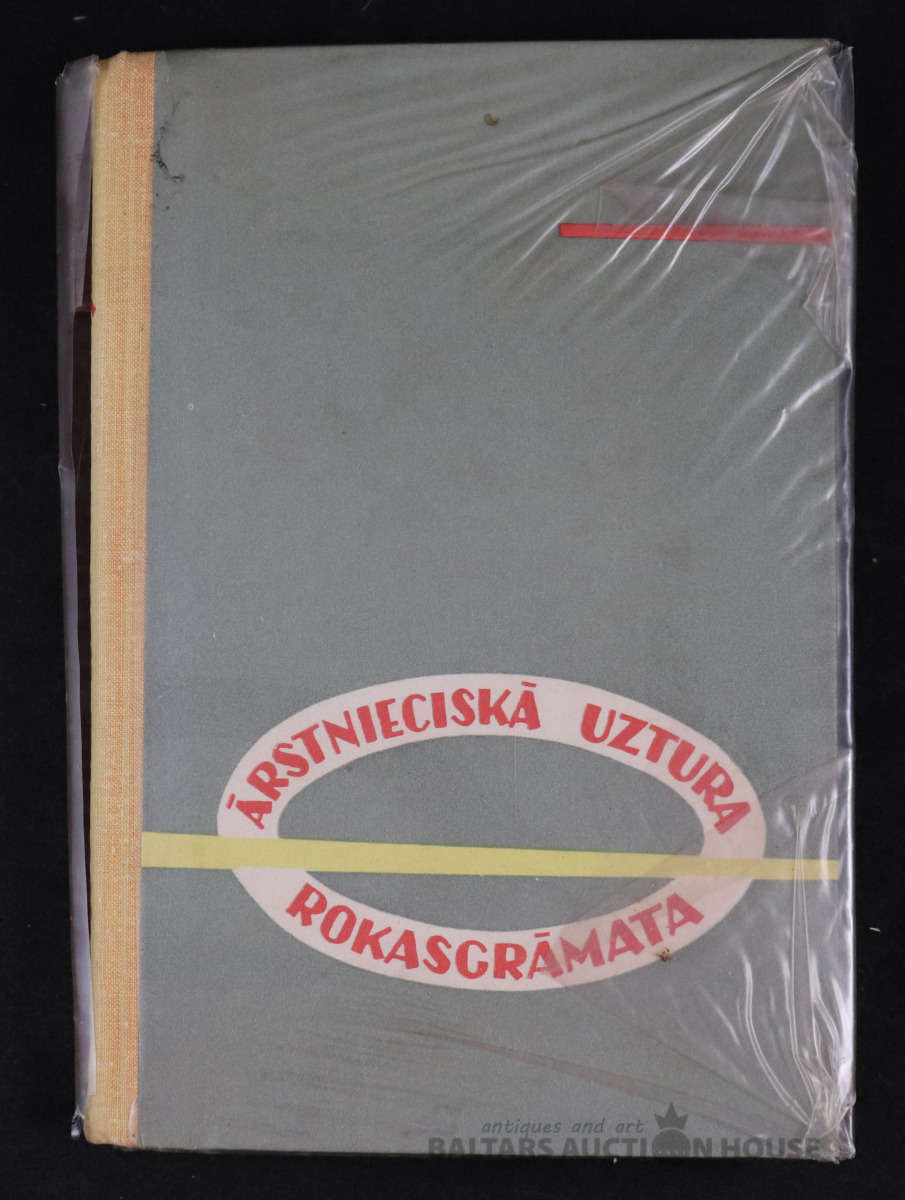 ĀRSTNIECISKĀ UZTURA
ROKASGRĀMATA
antiques and art
BALTARS AUCTION HOUSE